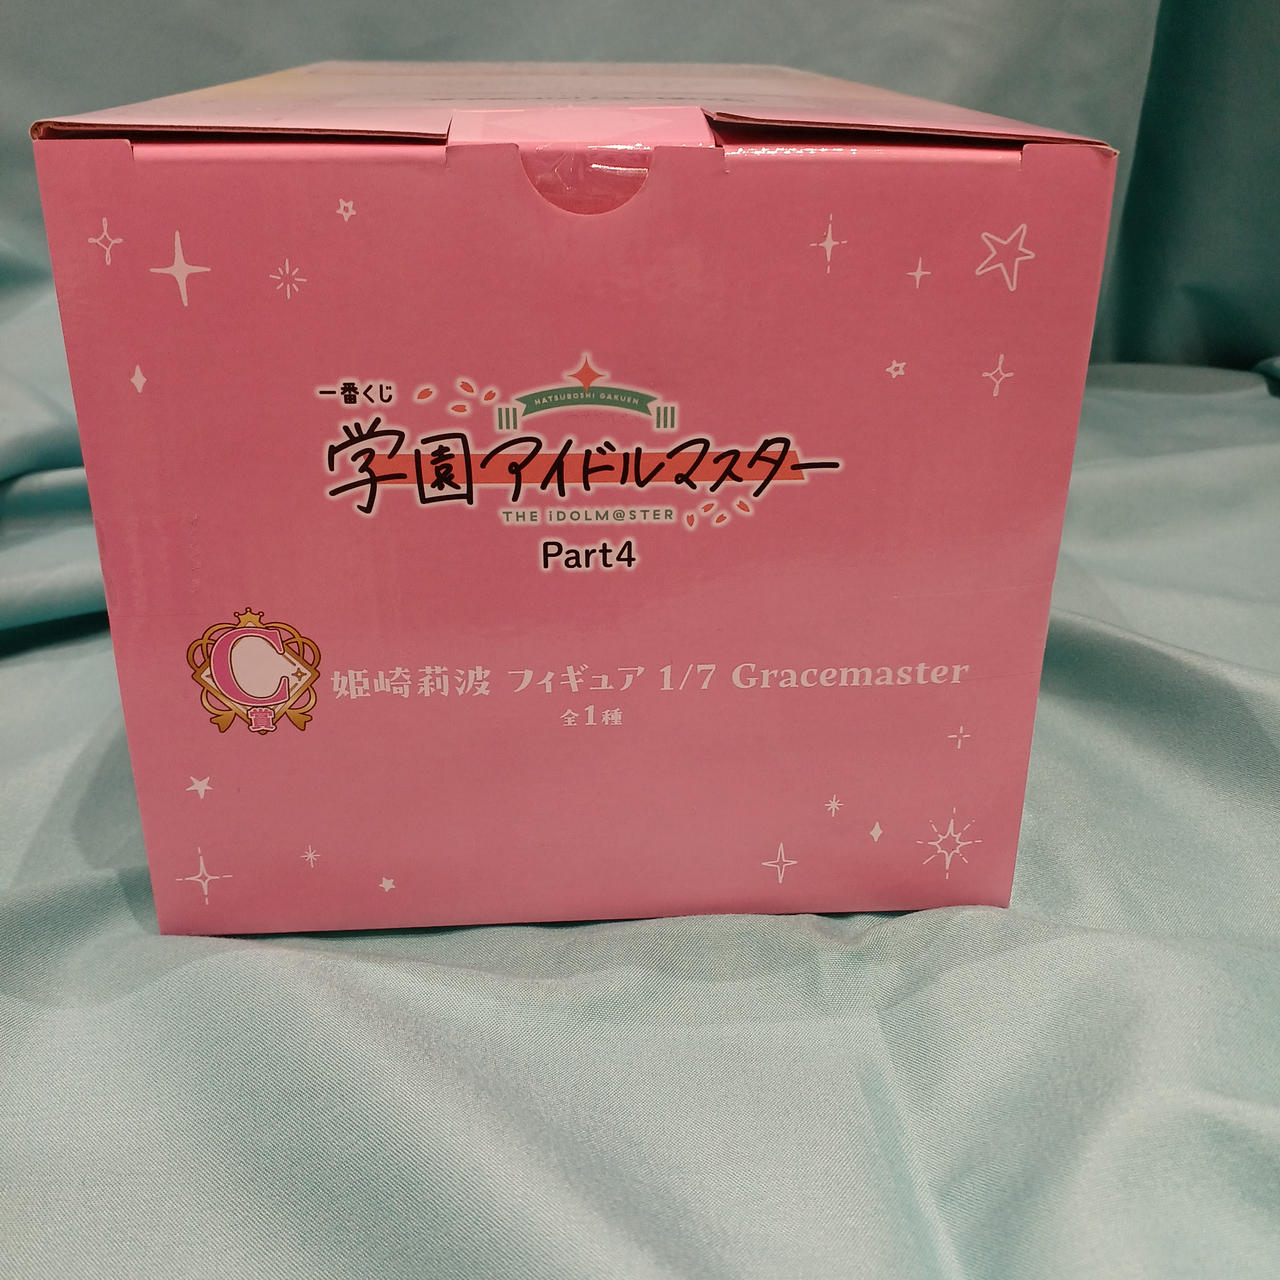 一番くじ
HATSUBOSHI GAKUEN
学園アイドルマスター
THE iDOLM@STER
Part4
C賞
姫崎莉波 フィギュア 1/7 Gracemaster
全1種